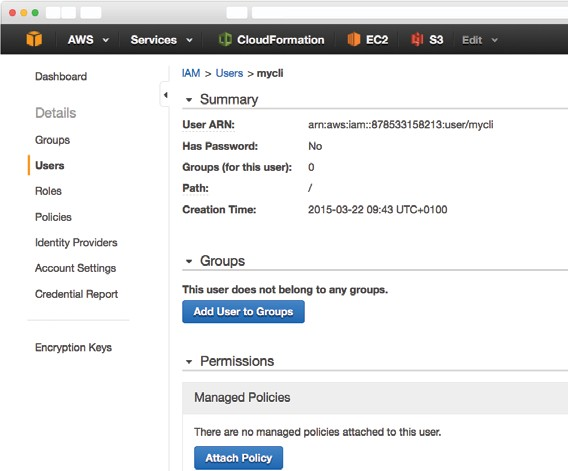 AWS Services CloudFormation EC2 S3 Edit
Dashboard
Details
Groups
Users
Roles
Policies
Identity Providers
Account Settings
Credential Report
Encryption Keys
IAM > Users > mycli
Summary
User ARN: arn:aws:iam::878533158213:user/mycli
Has Password: No
Groups (for this user): 0
Path: /
Creation Time: 2015-03-22 09:43 UTC+0100
Groups
This user does not belong to any groups.
Add User to Groups
Permissions
Managed Policies
There are no managed policies attached to this user.
Attach Policy